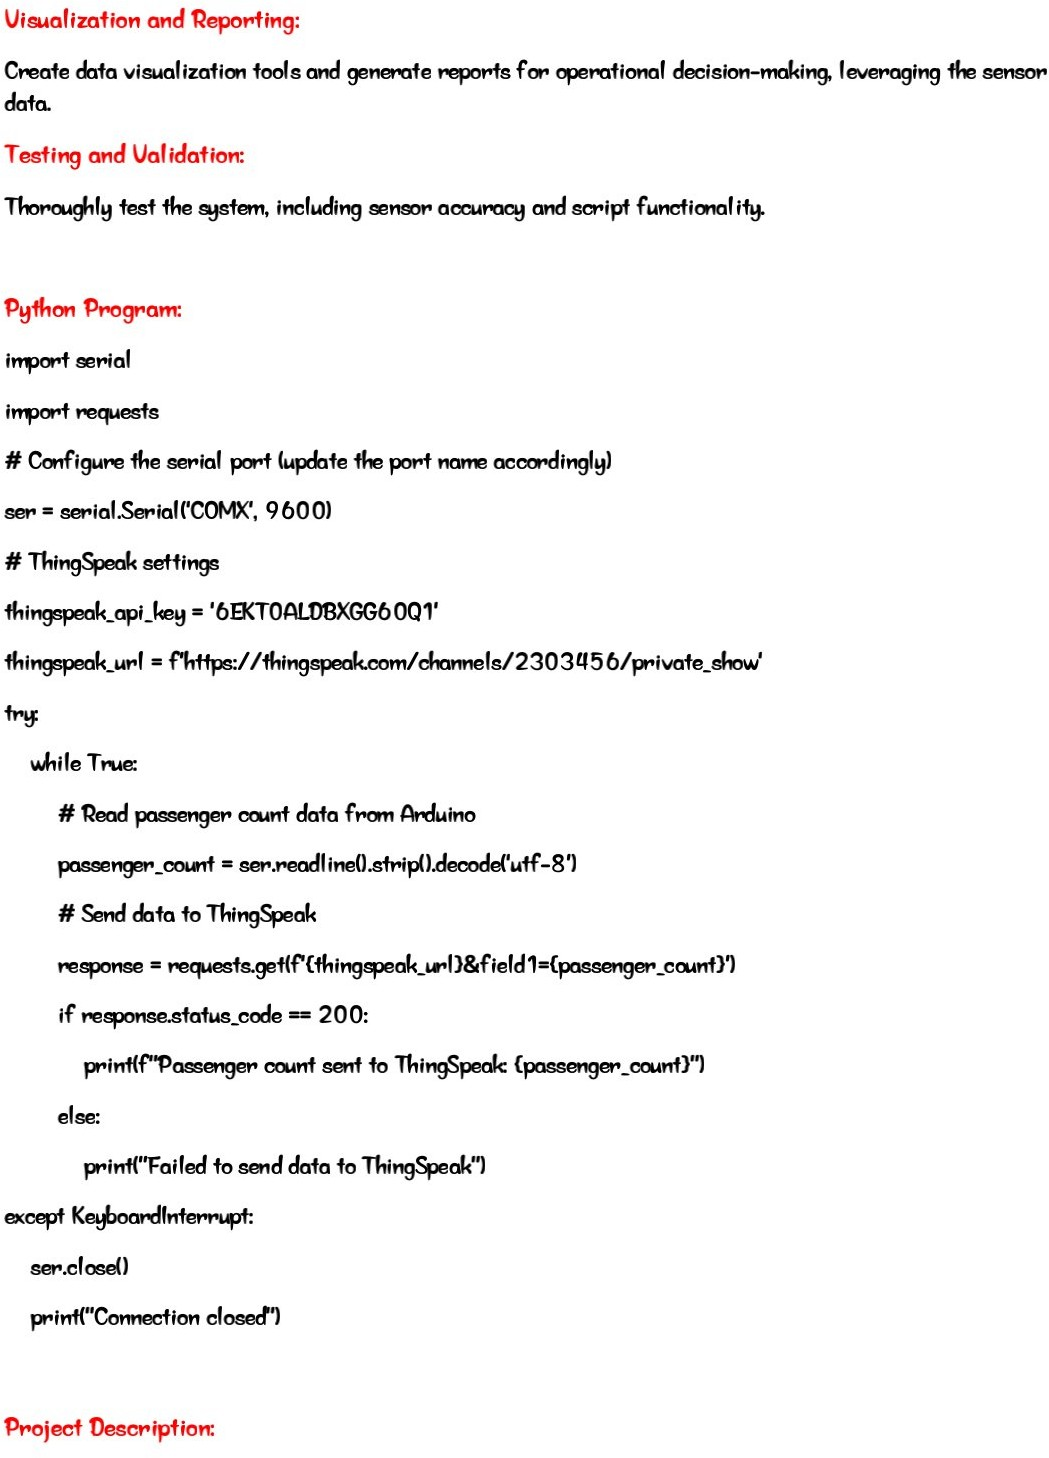 Visualization and Reporting:
Create data visualization tools and generate reports for operational decision-making, leveraging the sensor
data.
Testing and Validation:
Thoroughly test the system, including sensor accuracy and script functionality.
Python Program:
import serial
import requests
# Configure the serial port (update the port name accordingly)
ser = serial.Serial('COMX', 9600)
# ThingSpeak settings
thingspeak_api_key = '6EKT0ALDBXGG60Q1'
thingspeak_url = f'https://thingspeak.com/channels/2303456/private_show'
try:
    while True:
        # Read passenger count data from Arduino
        passenger_count = ser.readline().strip().decode('utf-8')
        # Send data to ThingSpeak
        response = requests.get(f'{thingspeak_url}&field1={passenger_count}')
        if response.status_code == 200:
            print(f"Passenger count sent to ThingSpeak: {passenger_count}")
        else:
            print("Failed to send data to ThingSpeak")
except KeyboardInterrupt:
    ser.close()
    print("Connection closed")
Project Description: